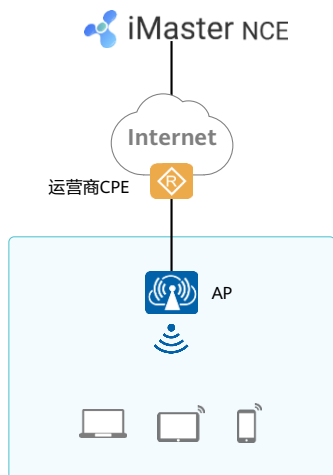 iMaster NCE
Internet
R
运营商CPE
AP